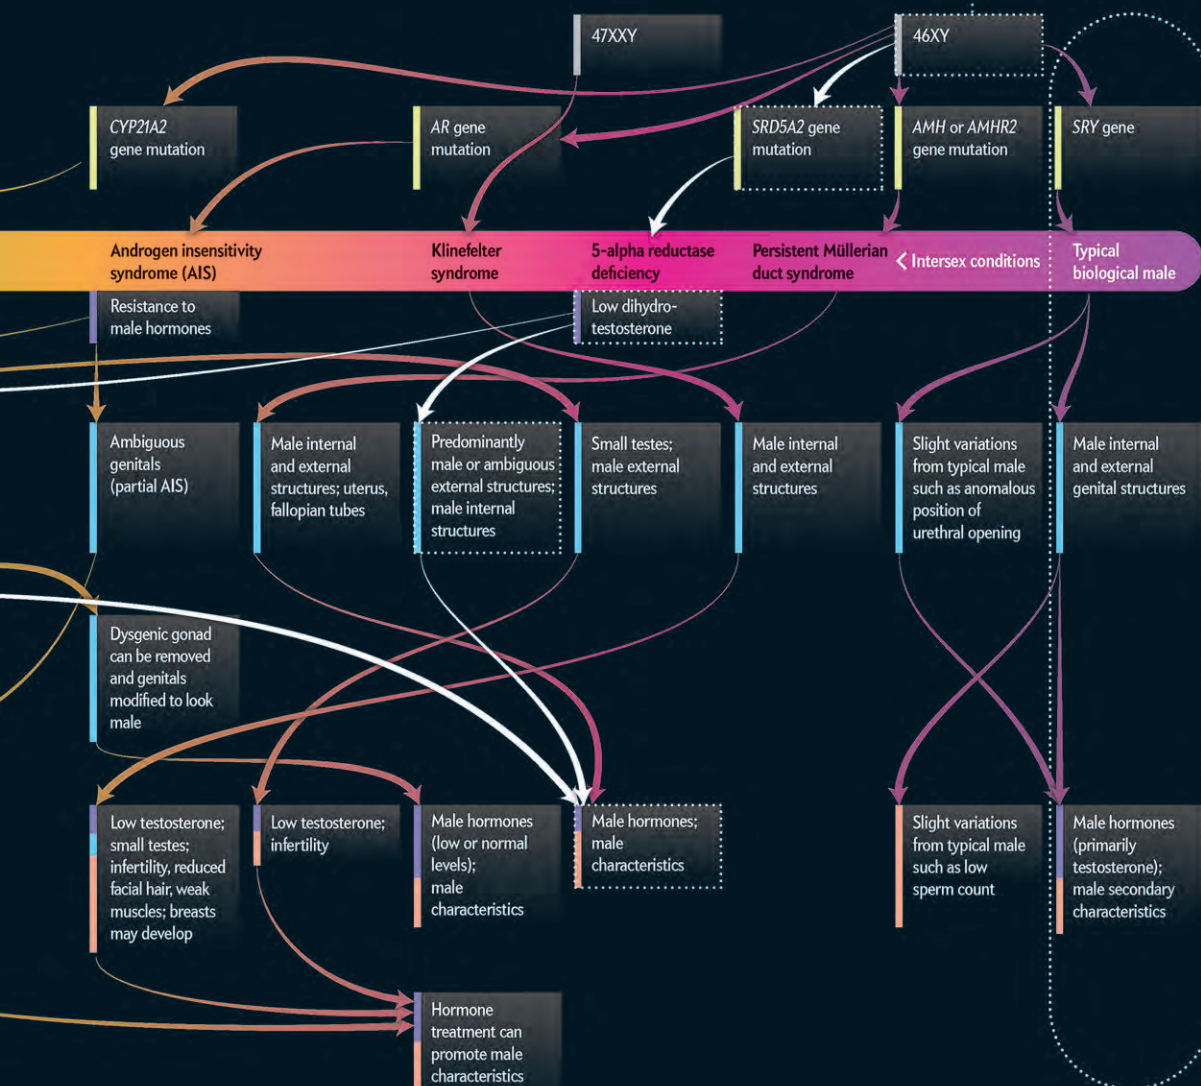 47XXY
46XY
CYP21A2
gene mutation
AR gene
mutation
SRD5A2 gene
mutation
AMH or AMHR2
gene mutation
SRY gene
Androgen insensitivity
syndrome (AIS)
Klinefelter
syndrome
5-alpha reductase
deficiency
Persistent Müllerian
duct syndrome
< Intersex conditions
Typical
biological male
Resistance to
male hormones
Low dihydro-
testosterone
Ambiguous
genitals
(partial AIS)
Male internal
and external
structures; uterus,
fallopian tubes
Predominantly
male or ambiguous
external structures;
male internal
structures
Small testes;
male external
structures
Male internal
and external
structures
Slight variations
from typical male
such as anomalous
position of
urethral opening
Male internal
and external
genital structures
Dysgenic gonad
can be removed
and genitals
modified to look
male
Low testosterone;
small testes;
infertility, reduced
facial hair, weak
muscles; breasts
may develop
Low testosterone;
infertility
Male hormones
(low or normal
levels);
male
characteristics
Male hormones;
male
characteristics
Slight variations
from typical male
such as low
sperm count
Male hormones
(primarily
testosterone);
male secondary
characteristics
Hormone
treatment can
promote male
characteristics